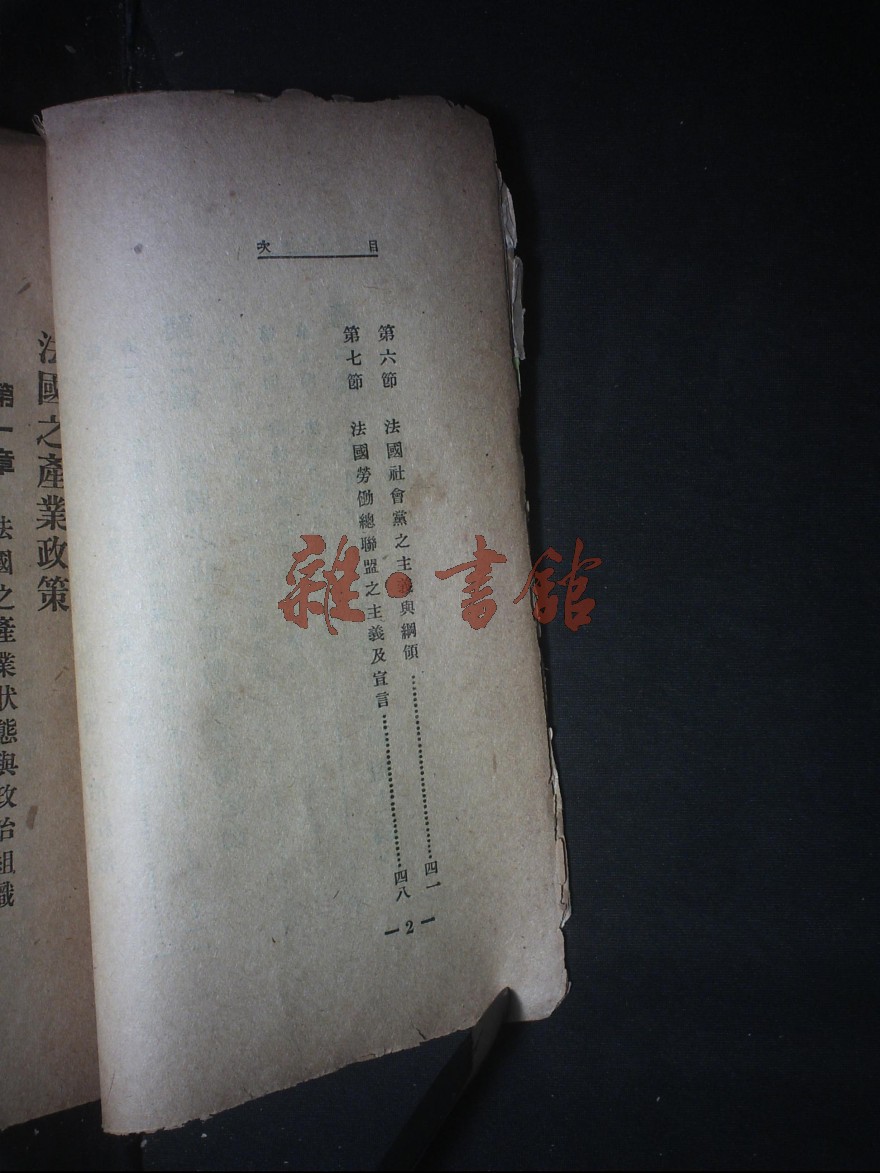 目次
第六節 法國社會黨之主義與綱領……………………四一
第七節 法國勞働總聯盟之主義及宣言……………………四八
—2—
法國之產業政策
第一章 法國之產業狀態與政治組織
雜·書館